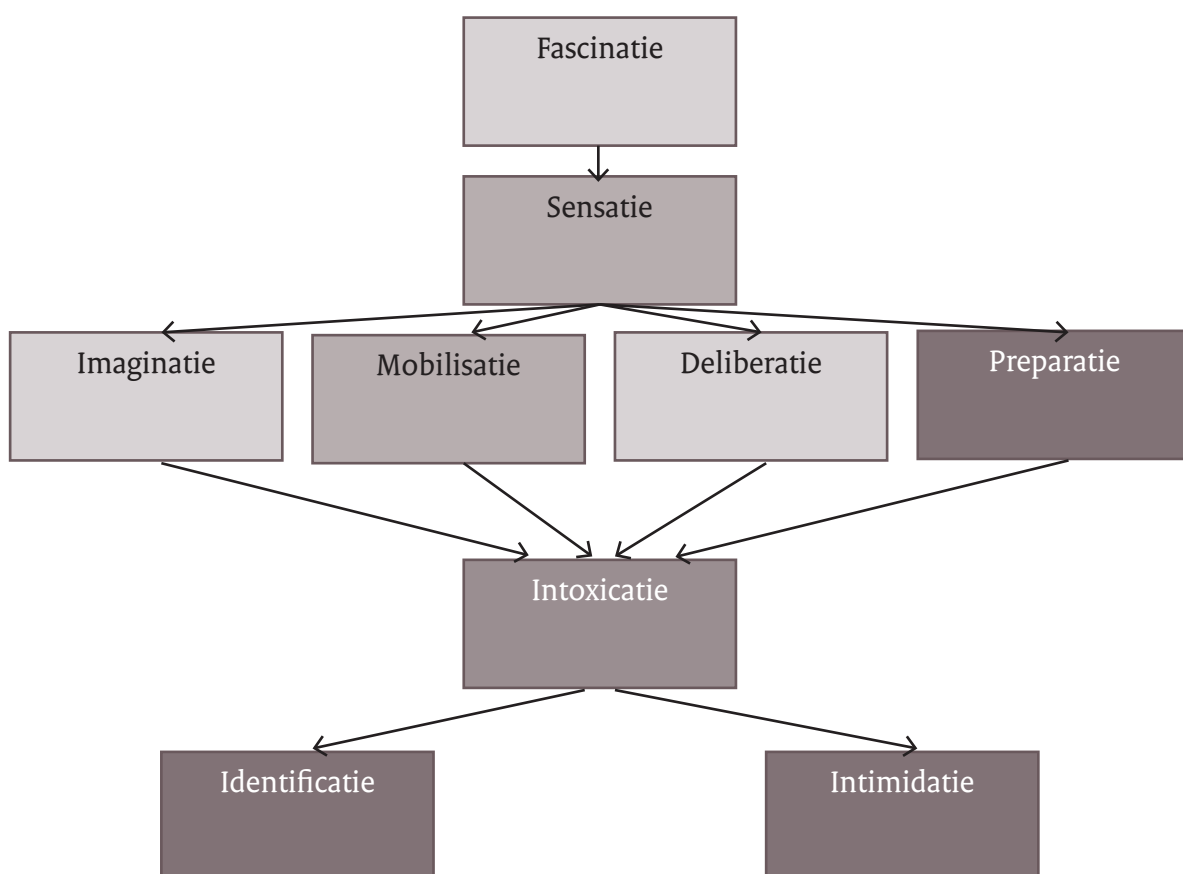 Fascinatie
Sensatie
Imaginatie
Mobilisatie
Deliberatie
Preparatie
Intoxicatie
Identificatie
Intimidatie